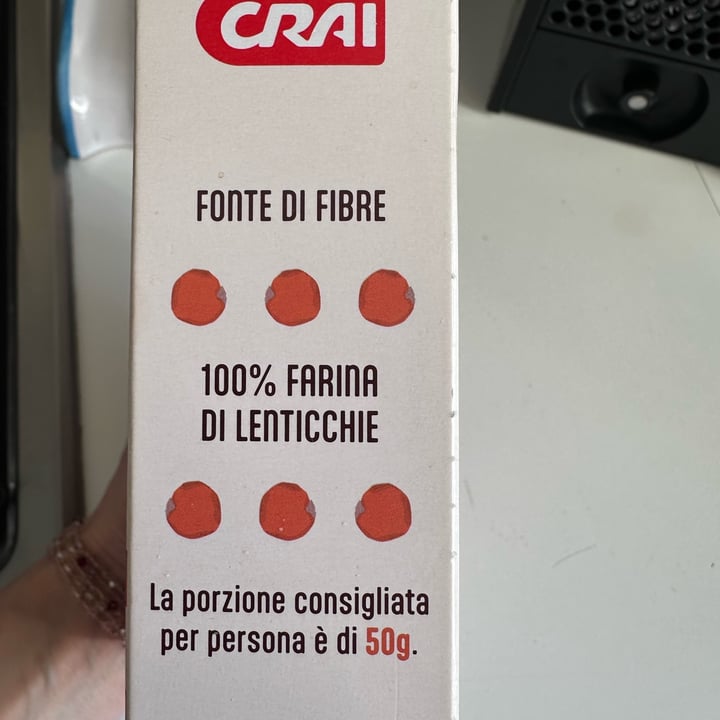 CRAI
FONTE DI FIBRE
100% FARINA
DI LENTICCHIE
La porzione consigliata
per persona è di 50g.